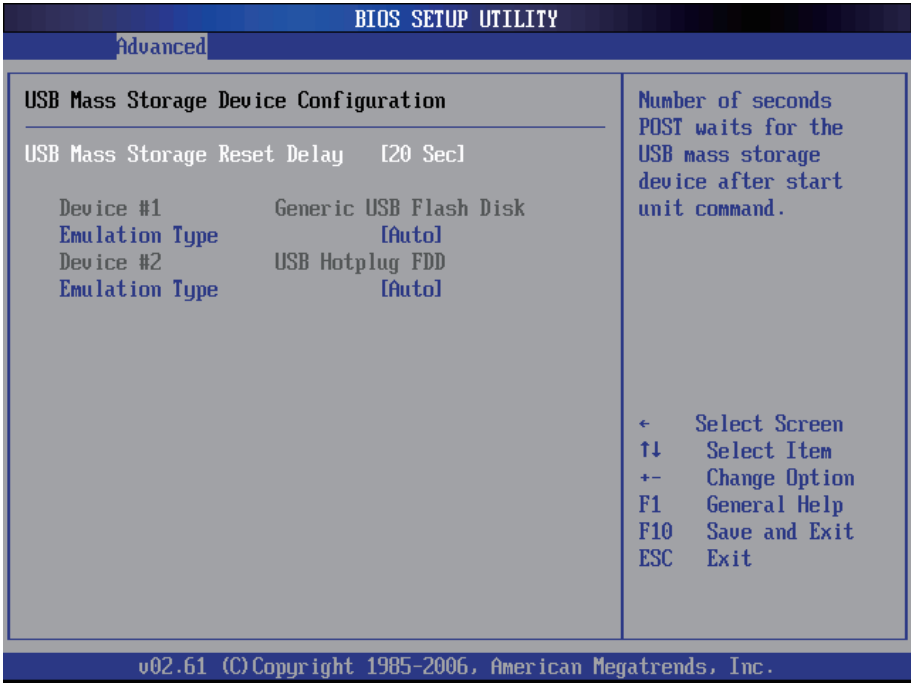 BIOS SETUP UTILITY
Advanced
USB Mass Storage Device Configuration
USB Mass Storage Reset Delay [20 Sec]
Device #1 Generic USB Flash Disk
Emulation Type [Auto]
Device #2 USB Hotplug FDD
Emulation Type [Auto]
Number of seconds
POST waits for the
USB mass storage
device after start
unit command.
← Select Screen
↑↓ Select Item
+- Change Option
F1 General Help
F10 Save and Exit
ESC Exit
v02.61 (C)Copyright 1985-2006, American Megatrends, Inc.